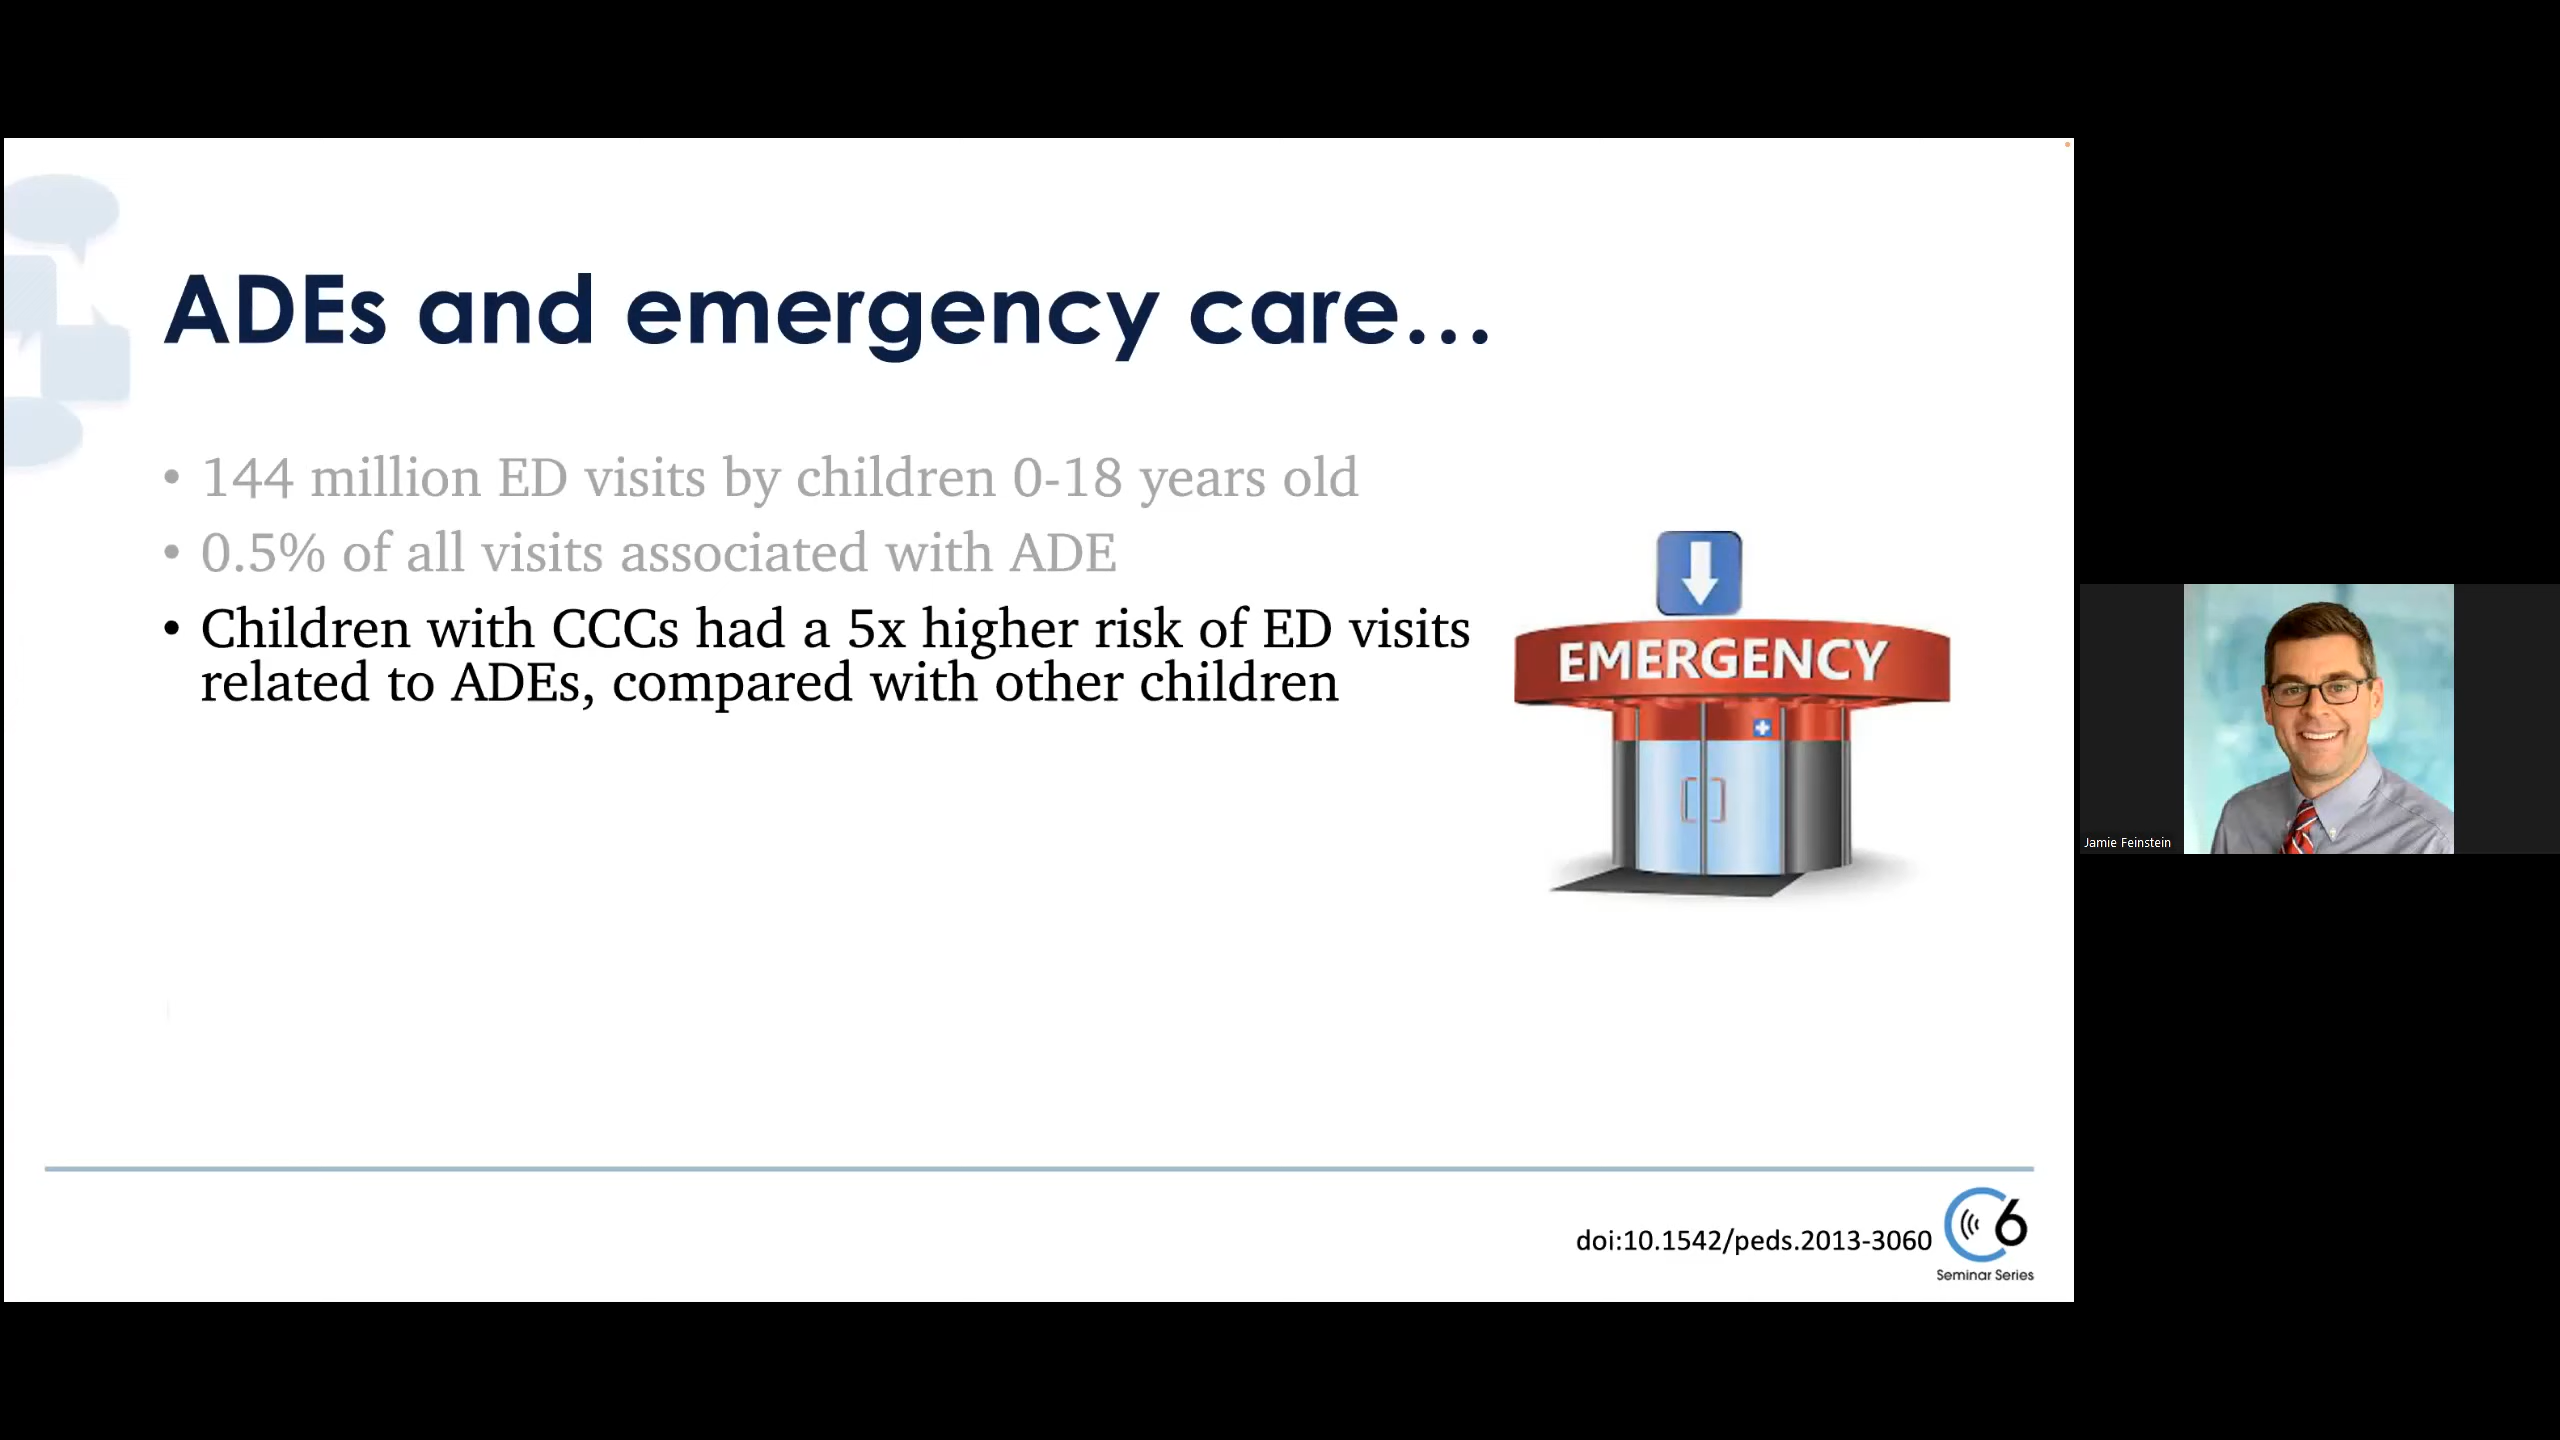 ADEs and emergency care...
• 144 million ED visits by children 0-18 years old
• 0.5% of all visits associated with ADE
• Children with CCCs had a 5x higher risk of ED visits
related to ADEs, compared with other children
EMERGENCY
Jamie Feinstein
doi:10.1542/peds.2013-3060
C6
Seminar Series